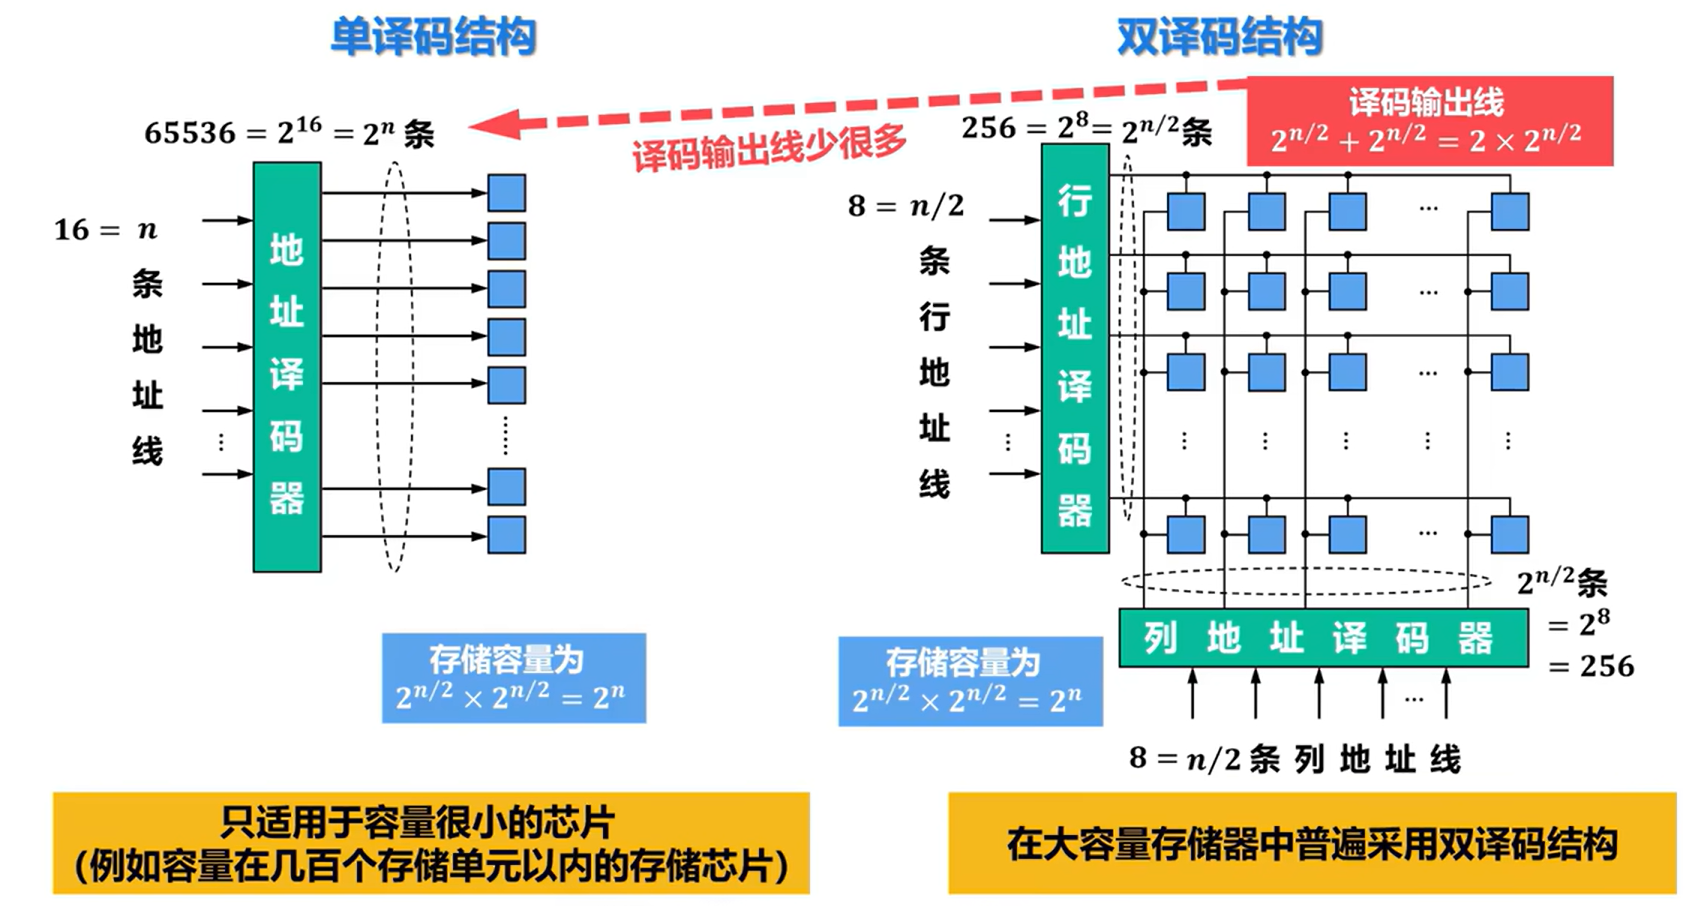 单译码结构
65536 = 2^16 = 2^n 条
16 = n
条
地
址
线
⋮
地
址
译
码
器
存储容量为
2^{n/2} × 2^{n/2} = 2^n
只适用于容量很小的芯片
（例如容量在几百个存储单元以内的存储芯片）
译码输出线少很多
双译码结构
译码输出线
2^{n/2} + 2^{n/2} = 2 × 2^{n/2}
256 = 2^8 = 2^{n/2}条
8 = n/2
条
行
地
址
线
⋮
行
地
址
译
码
器
···
···
···
⋮ ⋮ ⋮ ⋮ ⋮
···
2^{n/2}条
= 2^8
= 256
列地址译码器
···
8 = n/2 条列地址线
存储容量为
2^{n/2} × 2^{n/2} = 2^n
在大容量存储器中普遍采用双译码结构